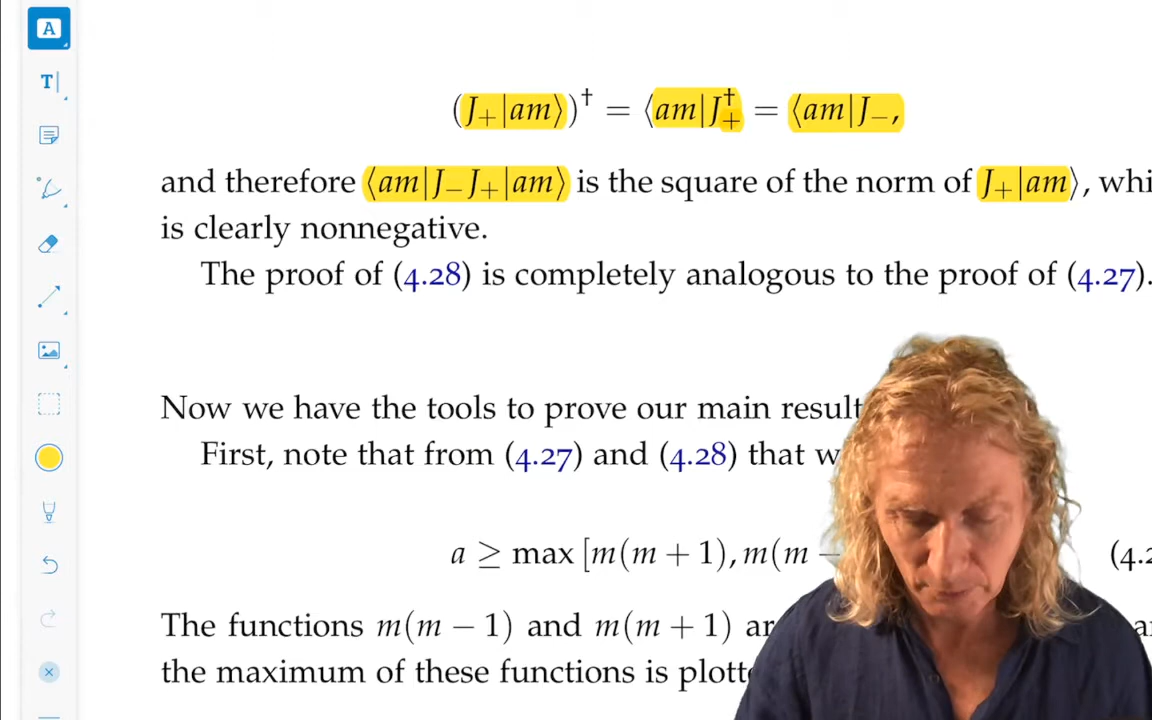 A
T|
(J₊|am⟩)† = ⟨am|J₊† = ⟨am|J₋,
and therefore ⟨am|J₋J₊|am⟩ is the square of the norm of J₊|am⟩, whi
is clearly nonnegative.
The proof of (4.28) is completely analogous to the proof of (4.27).
Now we have the tools to prove our main result
First, note that from (4.27) and (4.28) that w
a ≥ max [m(m + 1), m(m − (4.2
The functions m(m − 1) and m(m + 1) ar
the maximum of these functions is plott